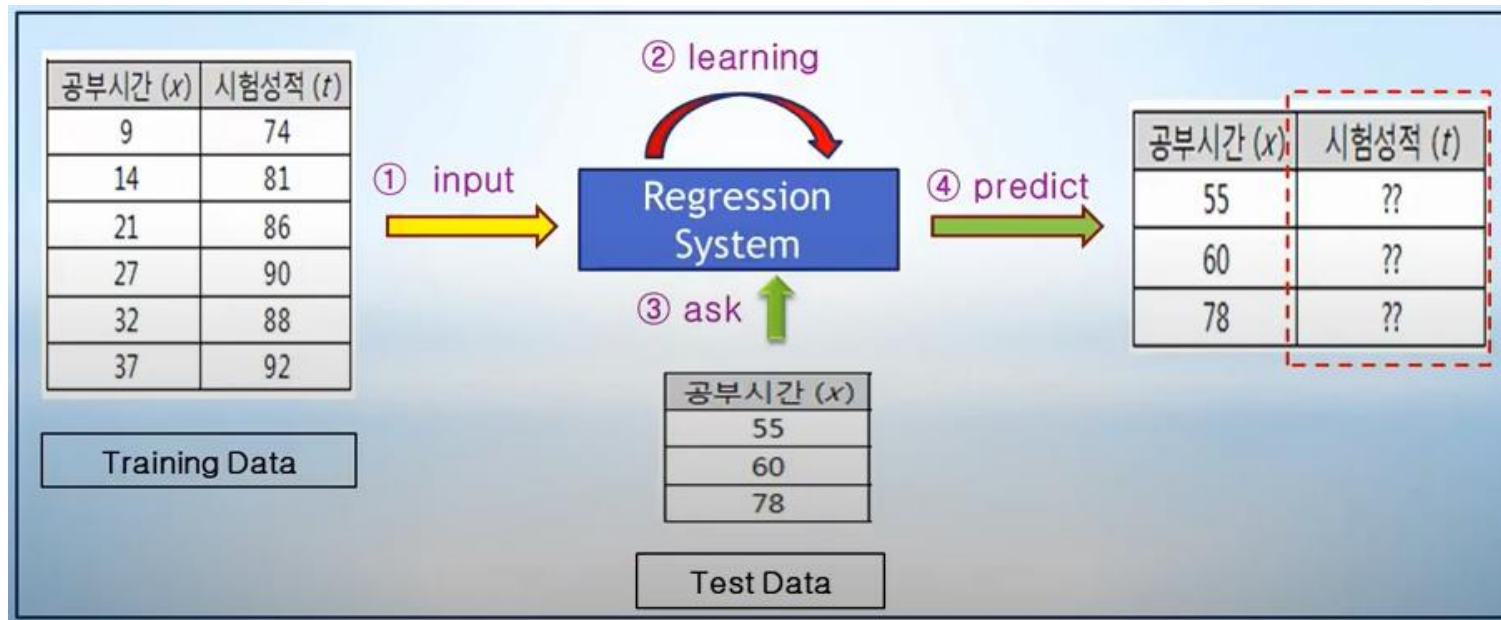 공부시간 (x) 시험성적 (t)
9 74
14 81
21 86
27 90
32 88
37 92
Training Data
① input
② learning
Regression
System
③ ask
공부시간 (x)
55
60
78
Test Data
④ predict
공부시간 (x) 시험성적 (t)
55 ??
60 ??
78 ??